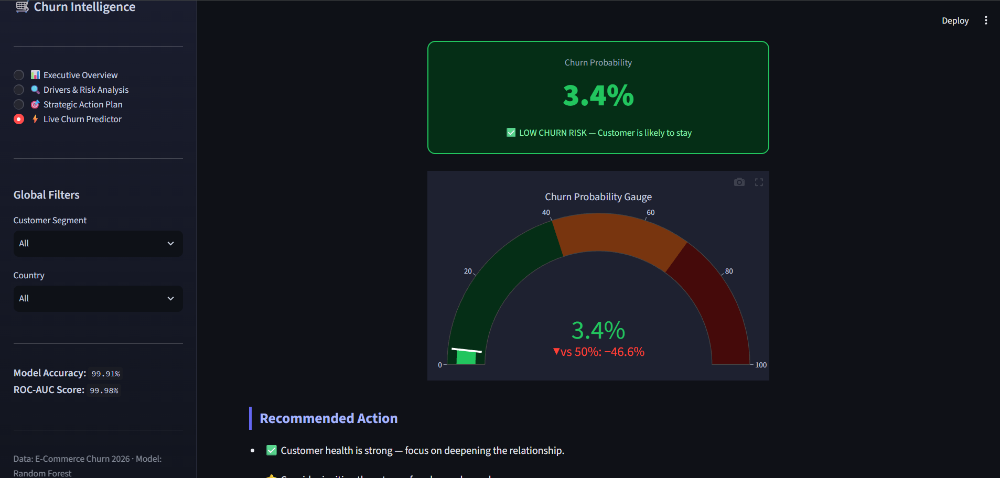 🛒 Churn Intelligence
📊 Executive Overview
🔍 Drivers & Risk Analysis
🎯 Strategic Action Plan
⚡ Live Churn Predictor
Global Filters
Customer Segment
All
Country
All
Model Accuracy: 99.91%
ROC-AUC Score: 99.98%
Data: E-Commerce Churn 2026 · Model:
Random Forest
Deploy
Churn Probability
3.4%
✅ LOW CHURN RISK — Customer is likely to stay
Churn Probability Gauge
0
20
40
60
80
100
3.4%
▼vs 50%: −46.6%
Recommended Action
• ✅ Customer health is strong — focus on deepening the relationship.